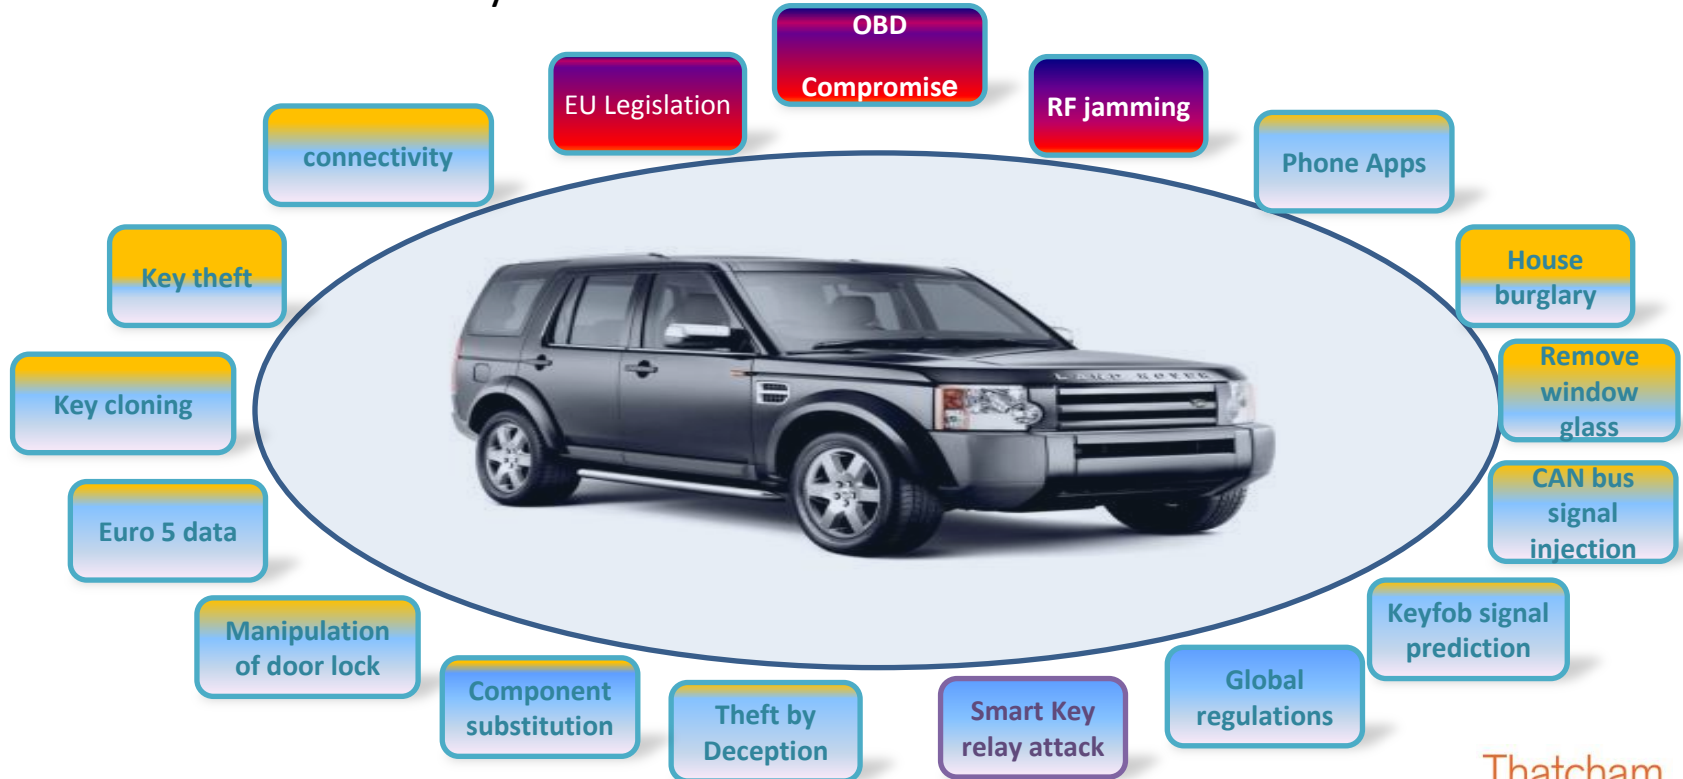 OBD
Compromise
EU Legislation
RF jamming
connectivity
Phone Apps
Key theft
House
burglary
Key cloning
Remove
window
glass
Euro 5 data
CAN bus
signal
injection
Manipulation
of door lock
Keyfob signal
prediction
Component
substitution
Global
regulations
Theft by
Deception
Smart Key
relay attack
LAND ROVER
Thatcham